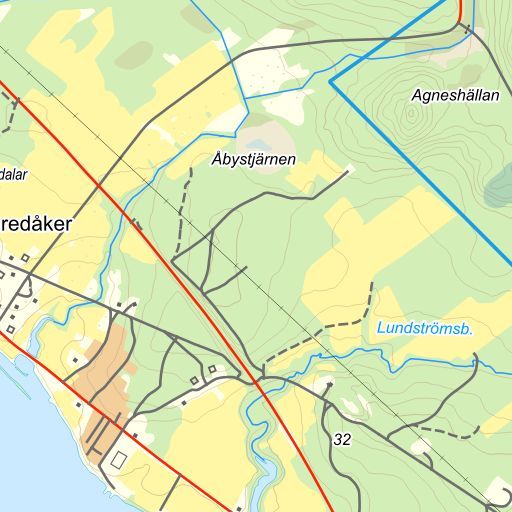 Agneshällan
Åbystjärnen
dalar
redåker
Lundströmsb.
32